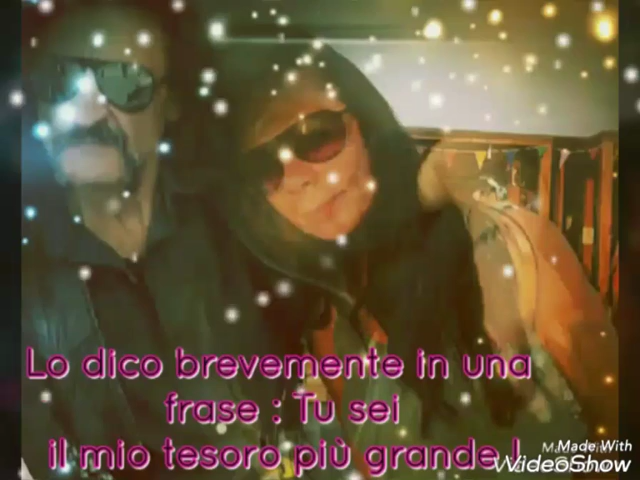 Lo dico brevemente in una
frase : Tu sei
il mio tesoro più grande !
Made With
VideoShow